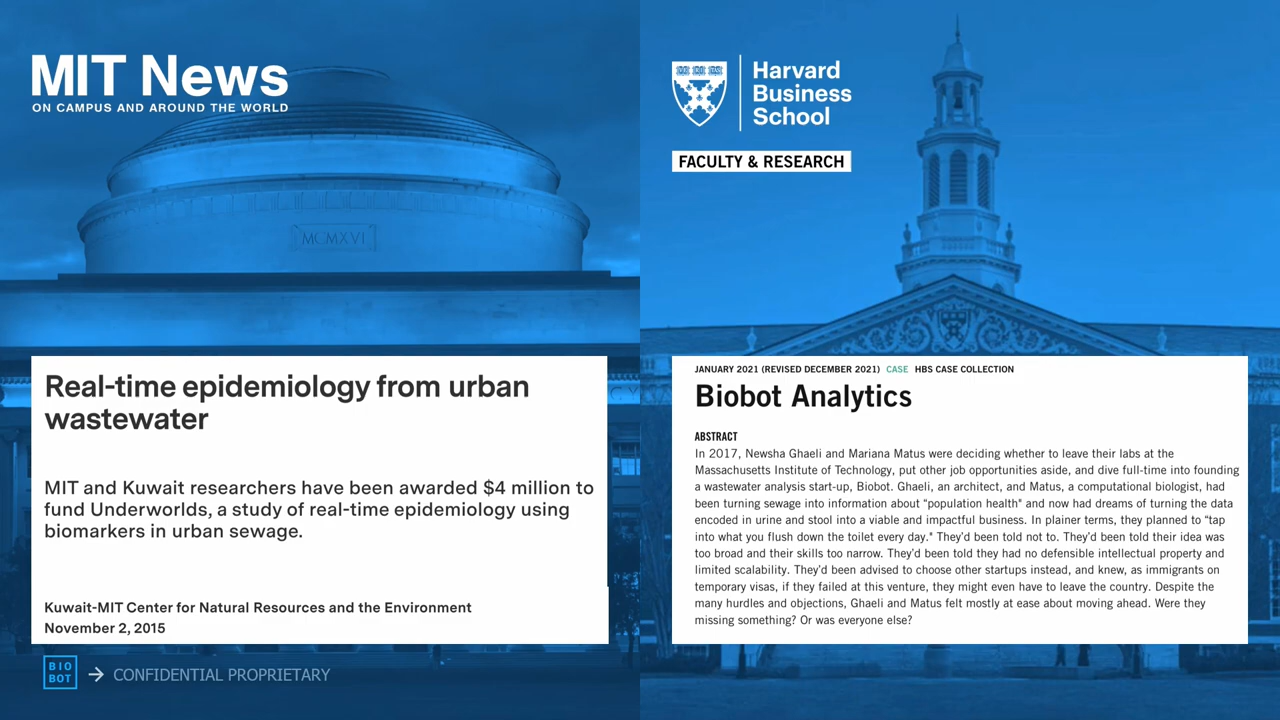 MIT News
ON CAMPUS AND AROUND THE WORLD
MCMXVI
Real-time epidemiology from urban
wastewater
MIT and Kuwait researchers have been awarded $4 million to
fund Underworlds, a study of real-time epidemiology using
biomarkers in urban sewage.
Kuwait-MIT Center for Natural Resources and the Environment
November 2, 2015
BIO
BOT
→ CONFIDENTIAL PROPRIETARY
Harvard
Business
School
FACULTY & RESEARCH
JANUARY 2021 (REVISED DECEMBER 2021) CASE HBS CASE COLLECTION
Biobot Analytics
ABSTRACT
In 2017, Newsha Ghaeli and Mariana Matus were deciding whether to leave their labs at the
Massachusetts Institute of Technology, put other job opportunities aside, and dive full-time into founding
a wastewater analysis start-up, Biobot. Ghaeli, an architect, and Matus, a computational biologist, had
been turning sewage into information about "population health" and now had dreams of turning the data
encoded in urine and stool into a viable and impactful business. In plainer terms, they planned to "tap
into what you flush down the toilet every day." They'd been told not to. They'd been told their idea was
too broad and their skills too narrow. They'd been told they had no defensible intellectual property and
limited scalability. They'd been advised to choose other startups instead, and knew, as immigrants on
temporary visas, if they failed at this venture, they might even have to leave the country. Despite the
many hurdles and objections, Ghaeli and Matus felt mostly at ease about moving ahead. Were they
missing something? Or was everyone else?